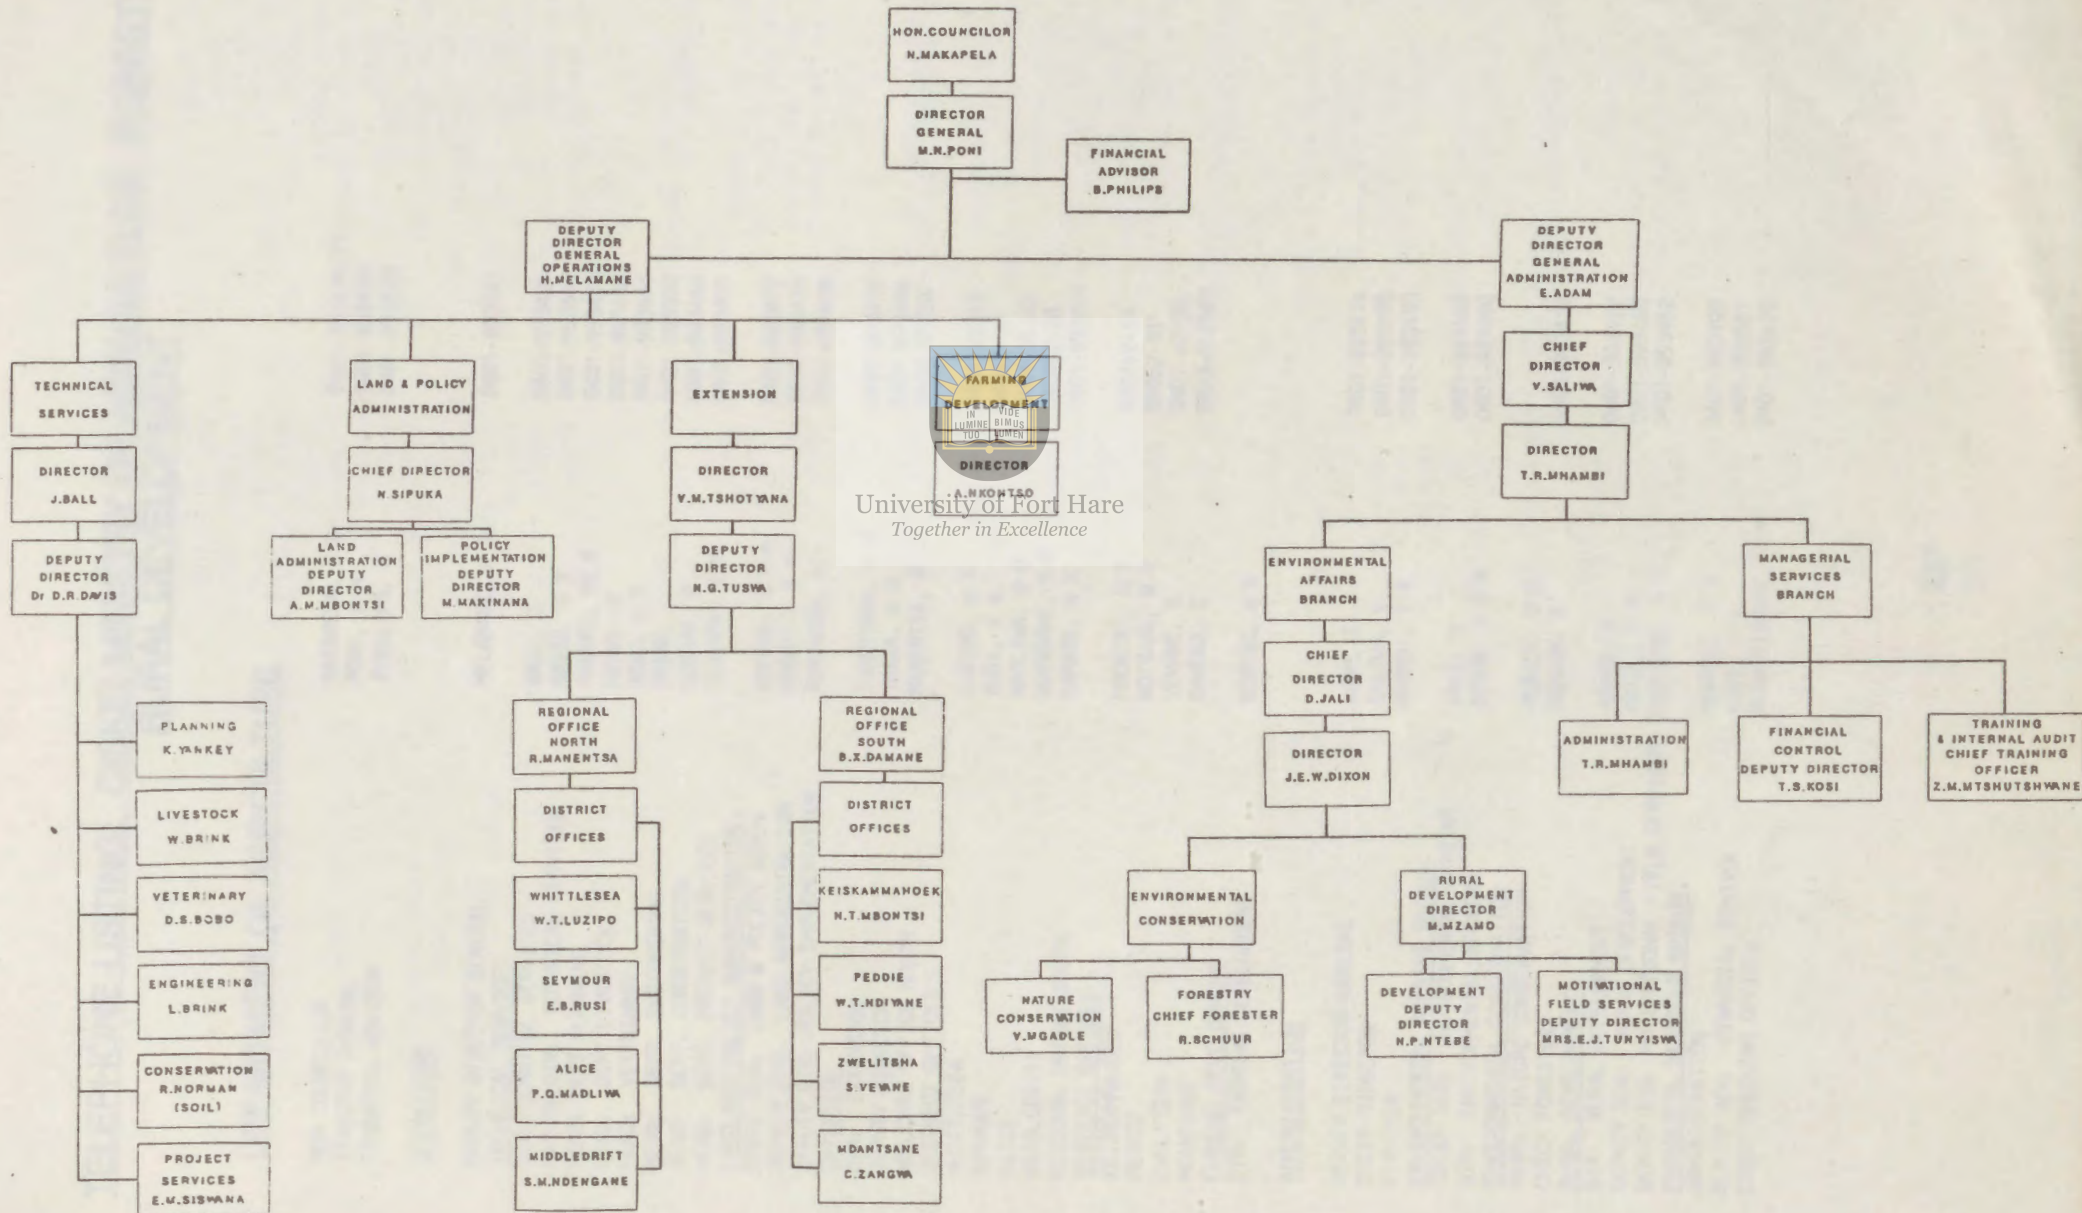 HON.COUNCILOR
N.MAKAPELA
DIRECTOR
GENERAL
M.N.PONI
FINANCIAL
ADVISOR
B.PHILIPS
DEPUTY
DIRECTOR
GENERAL
OPERATIONS
H.MELAMANE
DEPUTY
DIRECTOR
GENERAL
ADMINISTRATION
E.ADAM
TECHNICAL
SERVICES
DIRECTOR
J.BALL
DEPUTY
DIRECTOR
Dr D.R.DAVIS
PLANNING
K.YANKEY
LIVESTOCK
W.BRINK
VETERINARY
D.S.BOBO
ENGINEERING
L.BRINK
CONSERVATION
R.NORMAN
(SOIL)
PROJECT
SERVICES
E.M.SISWANA
LAND & POLICY
ADMINISTRATION
CHIEF DIRECTOR
N.SIPUKA
LAND
ADMINISTRATION
DEPUTY
DIRECTOR
A.M.MBONTSI
POLICY
IMPLEMENTATION
DEPUTY
DIRECTOR
M.MAKINANA
EXTENSION
DIRECTOR
V.M.TSHOTYANA
DEPUTY
DIRECTOR
N.G.TUSWA
REGIONAL
OFFICE
NORTH
R.MANENTSA
DISTRICT
OFFICES
WHITTLESEA
W.T.LUZIPO
SEYMOUR
E.B.RUSI
ALICE
P.Q.MADLIWA
MIDDLEDRIFT
S.M.NDENGANE
REGIONAL
OFFICE
SOUTH
B.X.DAMANE
DISTRICT
OFFICES
KEISKAMMAHOEK
N.T.MBONTSI
PEDDIE
W.T.NDIYANE
ZWELITSHA
S.VEVANE
MDANTSANE
C.ZANGWA
FARMING
DEVELOPMENT
DIRECTOR
A.NKONTSO
IN
LUMINE
TUO
VIDE
BIMUS
LUMEN
University of Fort Hare
Together in Excellence
CHIEF
DIRECTOR
V.SALIWA
DIRECTOR
T.R.MHAMBI
ENVIRONMENTAL
AFFAIRS
BRANCH
CHIEF
DIRECTOR
D.JALI
DIRECTOR
J.E.W.DIXON
ENVIRONMENTAL
CONSERVATION
NATURE
CONSERVATION
V.MGADLE
FORESTRY
CHIEF FORESTER
R.SCHUUR
RURAL
DEVELOPMENT
DIRECTOR
M.MZAMO
DEVELOPMENT
DEPUTY
DIRECTOR
N.P.NTEBE
MOTIVATIONAL
FIELD SERVICES
DEPUTY DIRECTOR
MRS.E.J.TUNYISWA
MANAGERIAL
SERVICES
BRANCH
ADMINISTRATION
T.R.MHAMBI
FINANCIAL
CONTROL
DEPUTY DIRECTOR
T.S.KOSI
TRAINING
& INTERNAL AUDIT
CHIEF TRAINING
OFFICER
Z.M.MTSHUTSHWANE